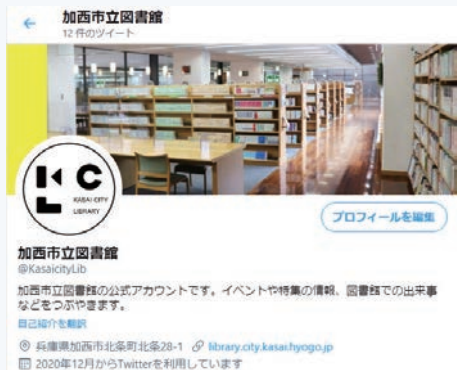 加西市立図書館
12 件のツイート
KASAI CITY
LIBRARY
プロフィールを編集
加西市立図書館
@KasaicityLib
加西市立図書館の公式アカウントです。イベントや特集の情報、図書館での出来事
などをつぶやきます。
自己紹介を翻訳
兵庫県加西市北条町北条28-1 library.city.kasai.hyogo.jp
2020年12月からTwitterを利用しています